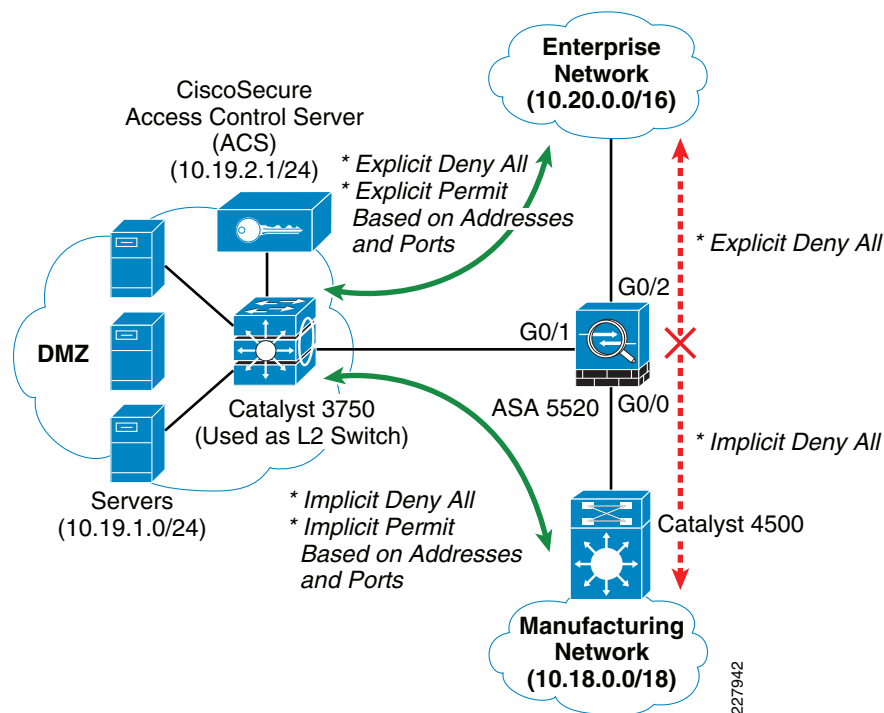 Enterprise
Network
(10.20.0.0/16)
CiscoSecure
Access Control Server
(ACS)
(10.19.2.1/24)
* Explicit Deny All
* Explicit Permit
Based on Addresses
and Ports
* Explicit Deny All
G0/2
G0/1
DMZ
ASA 5520
G0/0
Catalyst 3750
(Used as L2 Switch)
* Implicit Deny All
Servers
(10.19.1.0/24)
* Implicit Deny All
* Implicit Permit
Based on Addresses
and Ports
Catalyst 4500
Manufacturing
Network
(10.18.0.0/18)
227942